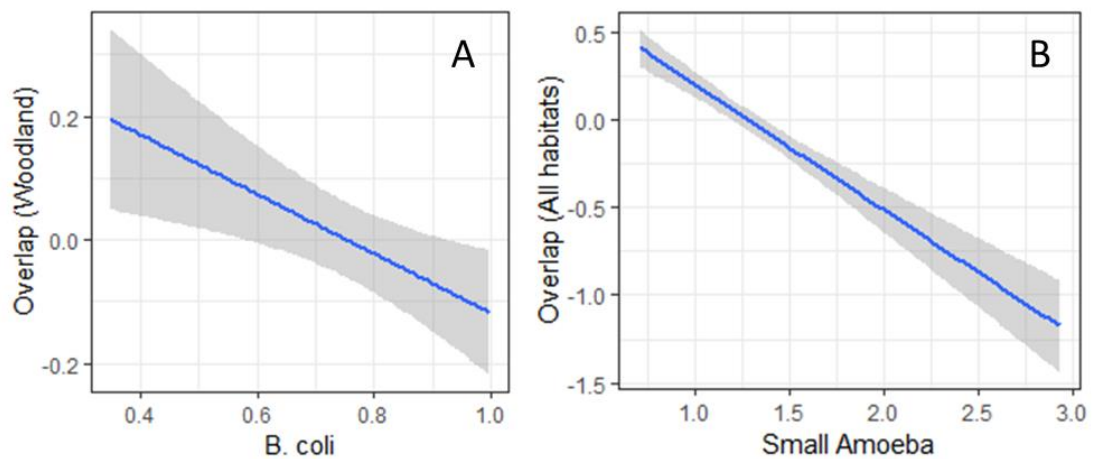 A
Overlap (Woodland)
0.2
0.0
-0.2
0.4 0.6 0.8 1.0
B. coli
B
Overlap (All habitats)
0.5
0.0
-0.5
-1.0
-1.5
1.0 1.5 2.0 2.5 3.0
Small Amoeba